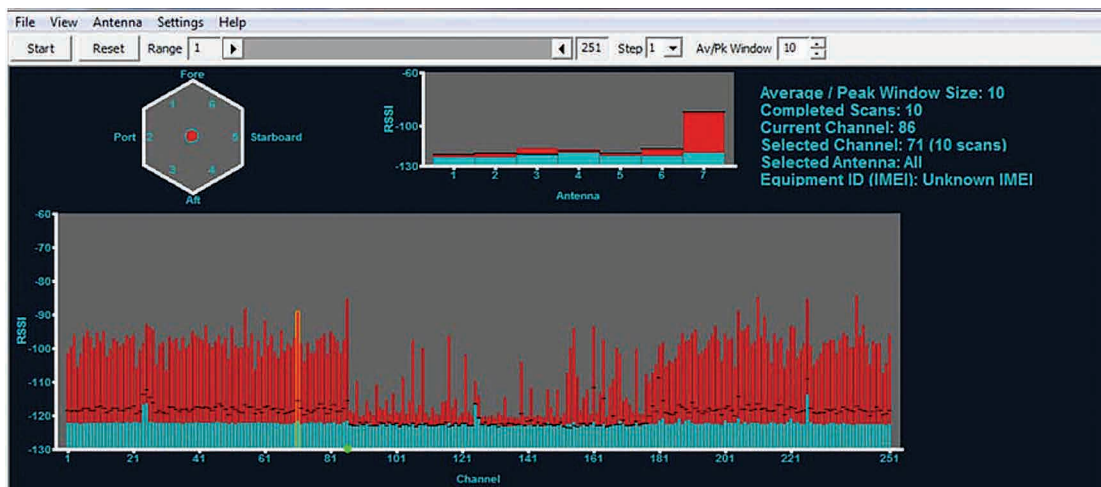 File View Antenna Settings Help
Start Reset Range 1 251 Step 1 Av/Pk Window 10
Fore
1 6
Port 2 5 Starboard
3 4
Aft
-60
-100
-130
RSSI
1 2 3 4 5 6 7
Antenna
Average / Peak Window Size: 10
Completed Scans: 10
Current Channel: 86
Selected Channel: 71 (10 scans)
Selected Antenna: All
Equipment ID (IMEI): Unknown IMEI
-60
-70
-80
-90
-100
-110
-120
-130
RSSI
1 21 41 61 81 101 121 141 161 181 201 221 251
Channel